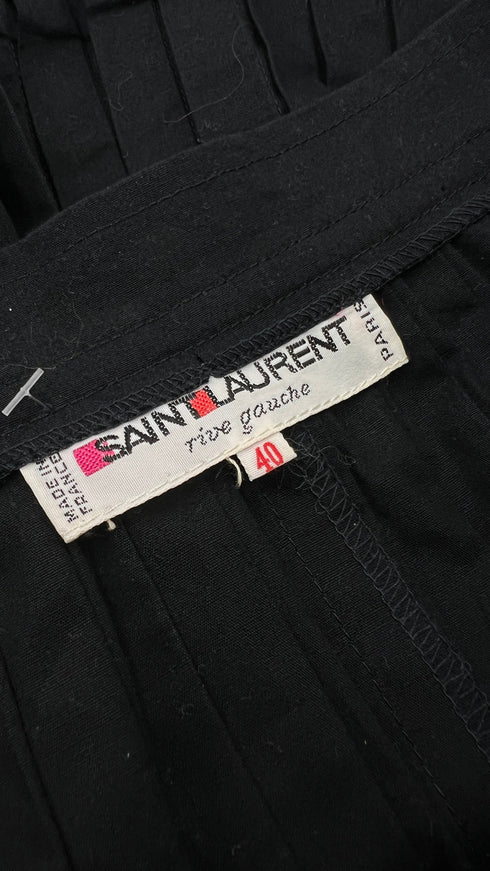 MADE IN
FRANCE
SAINT LAURENT
rive gauche
PARIS
40